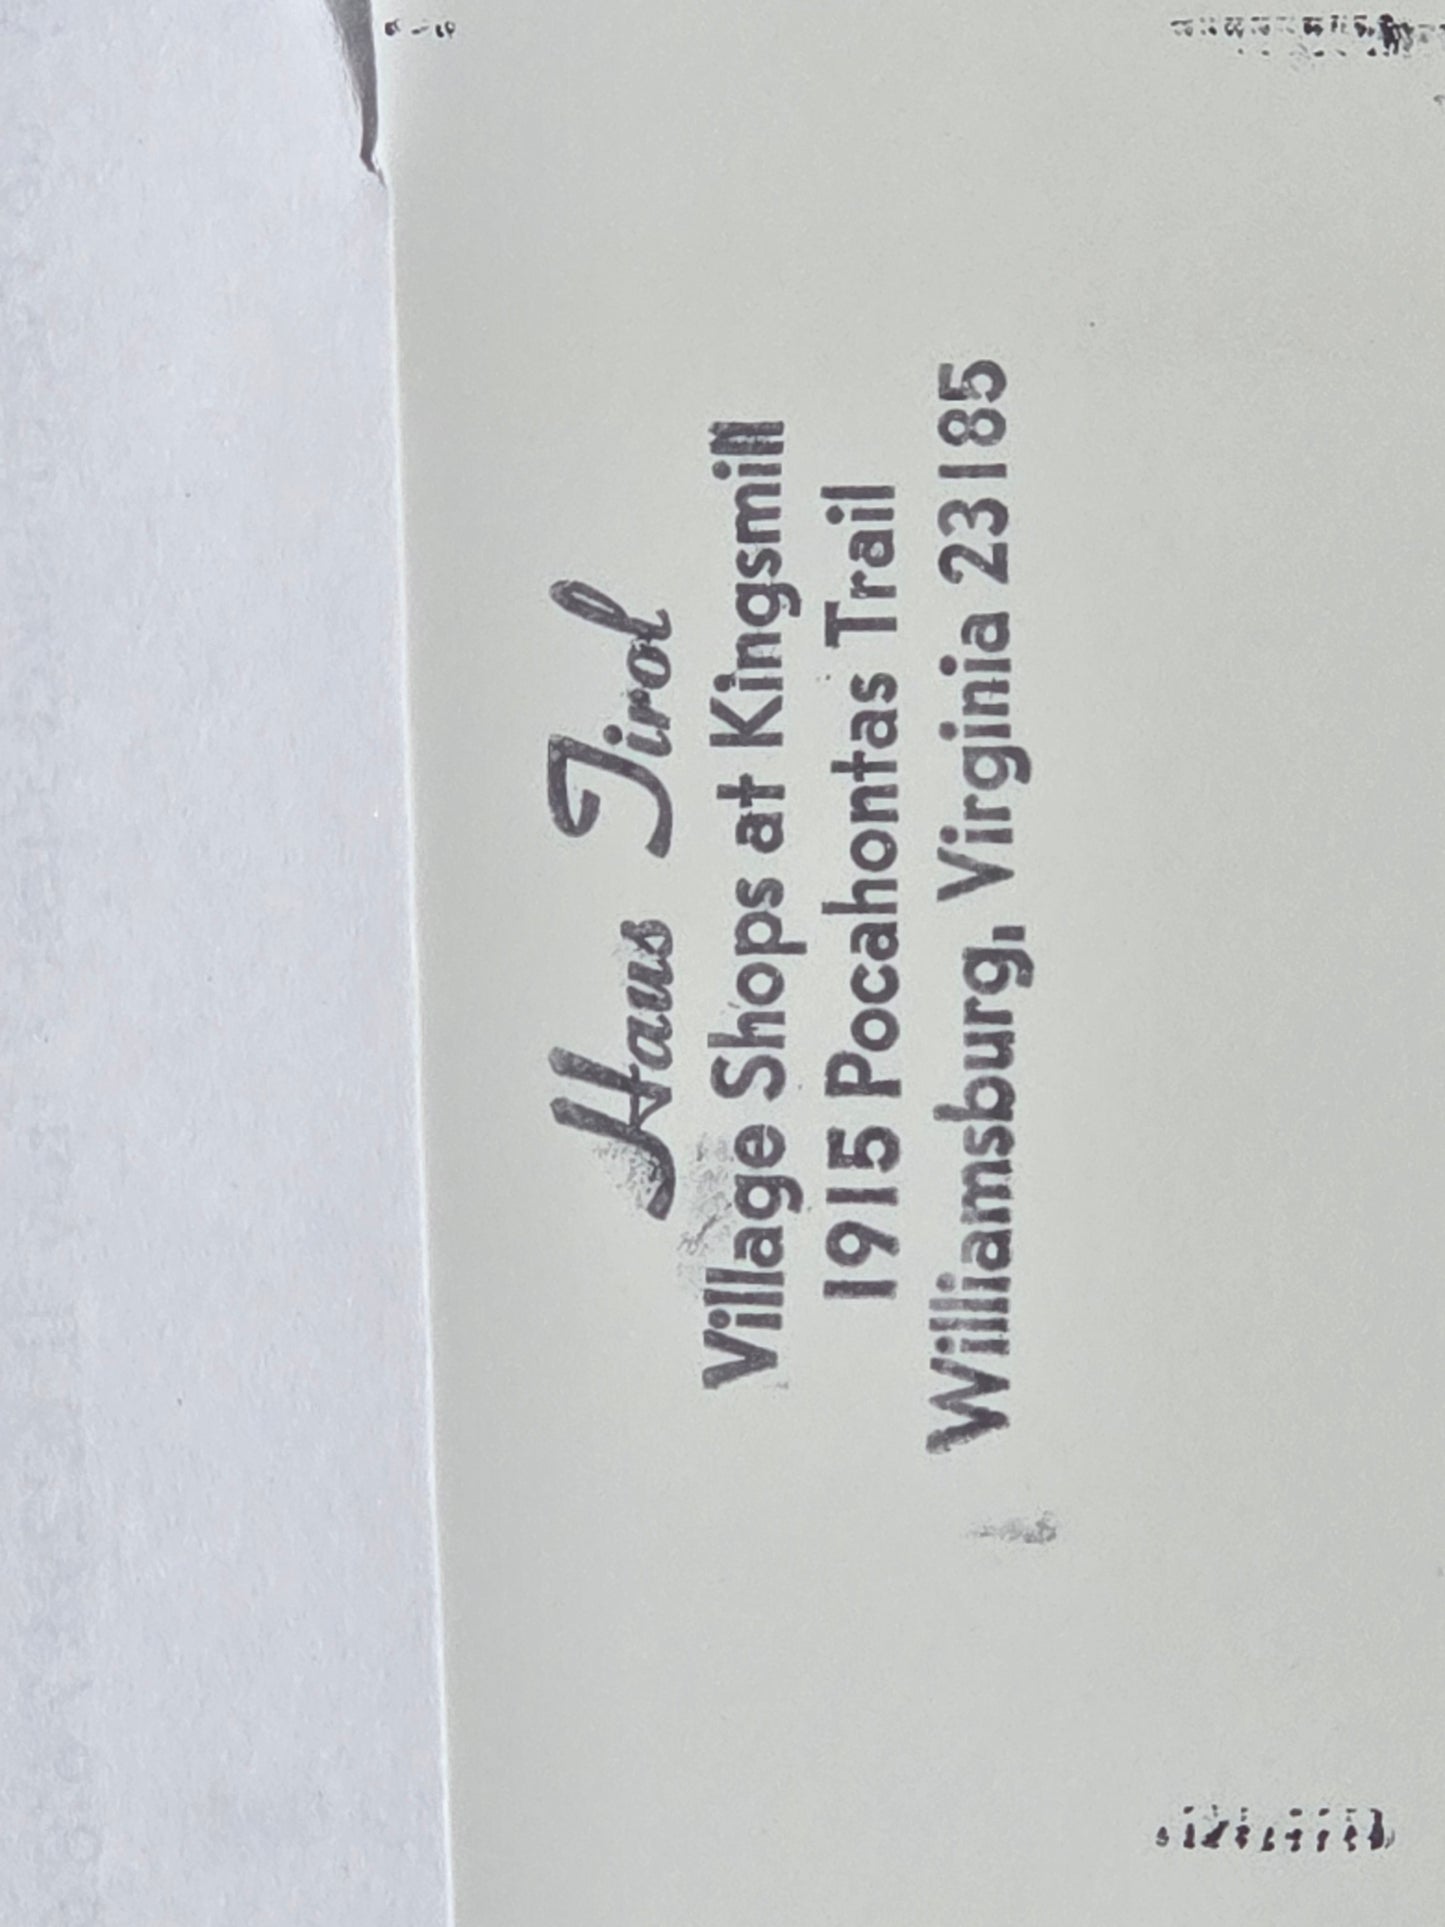 Haus Tirol
Village Shops at Kingsmill
1915 Pocahontas Trail
Williamsburg, Virginia 23185